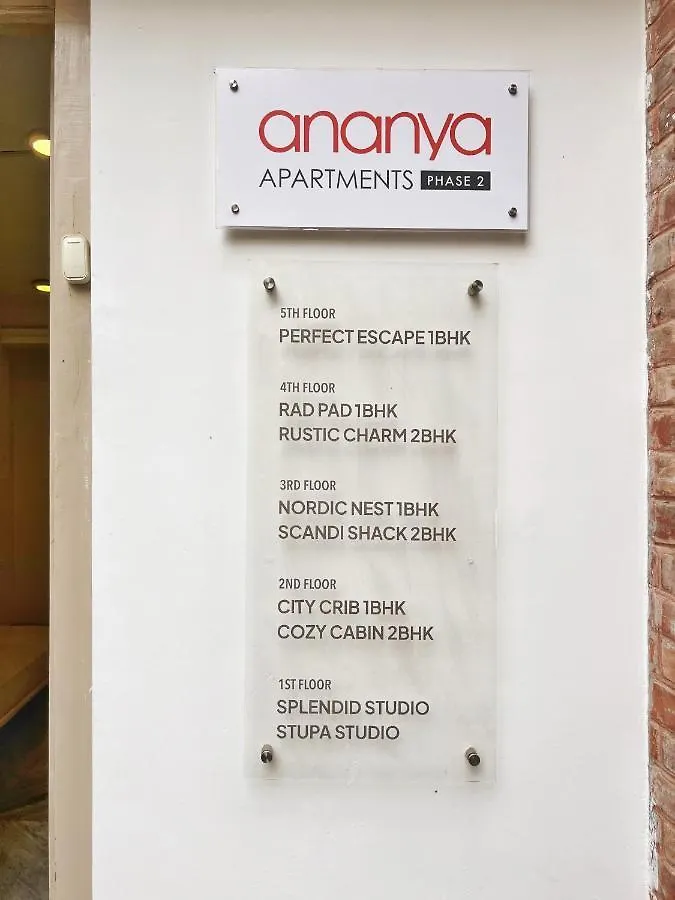 ananya
APARTMENTS PHASE 2
5TH FLOOR
PERFECT ESCAPE 1BHK
4TH FLOOR
RAD PAD 1BHK
RUSTIC CHARM 2BHK
3RD FLOOR
NORDIC NEST 1BHK
SCANDI SHACK 2BHK
2ND FLOOR
CITY CRIB 1BHK
COZY CABIN 2BHK
1ST FLOOR
SPLENDID STUDIO
STUPA STUDIO